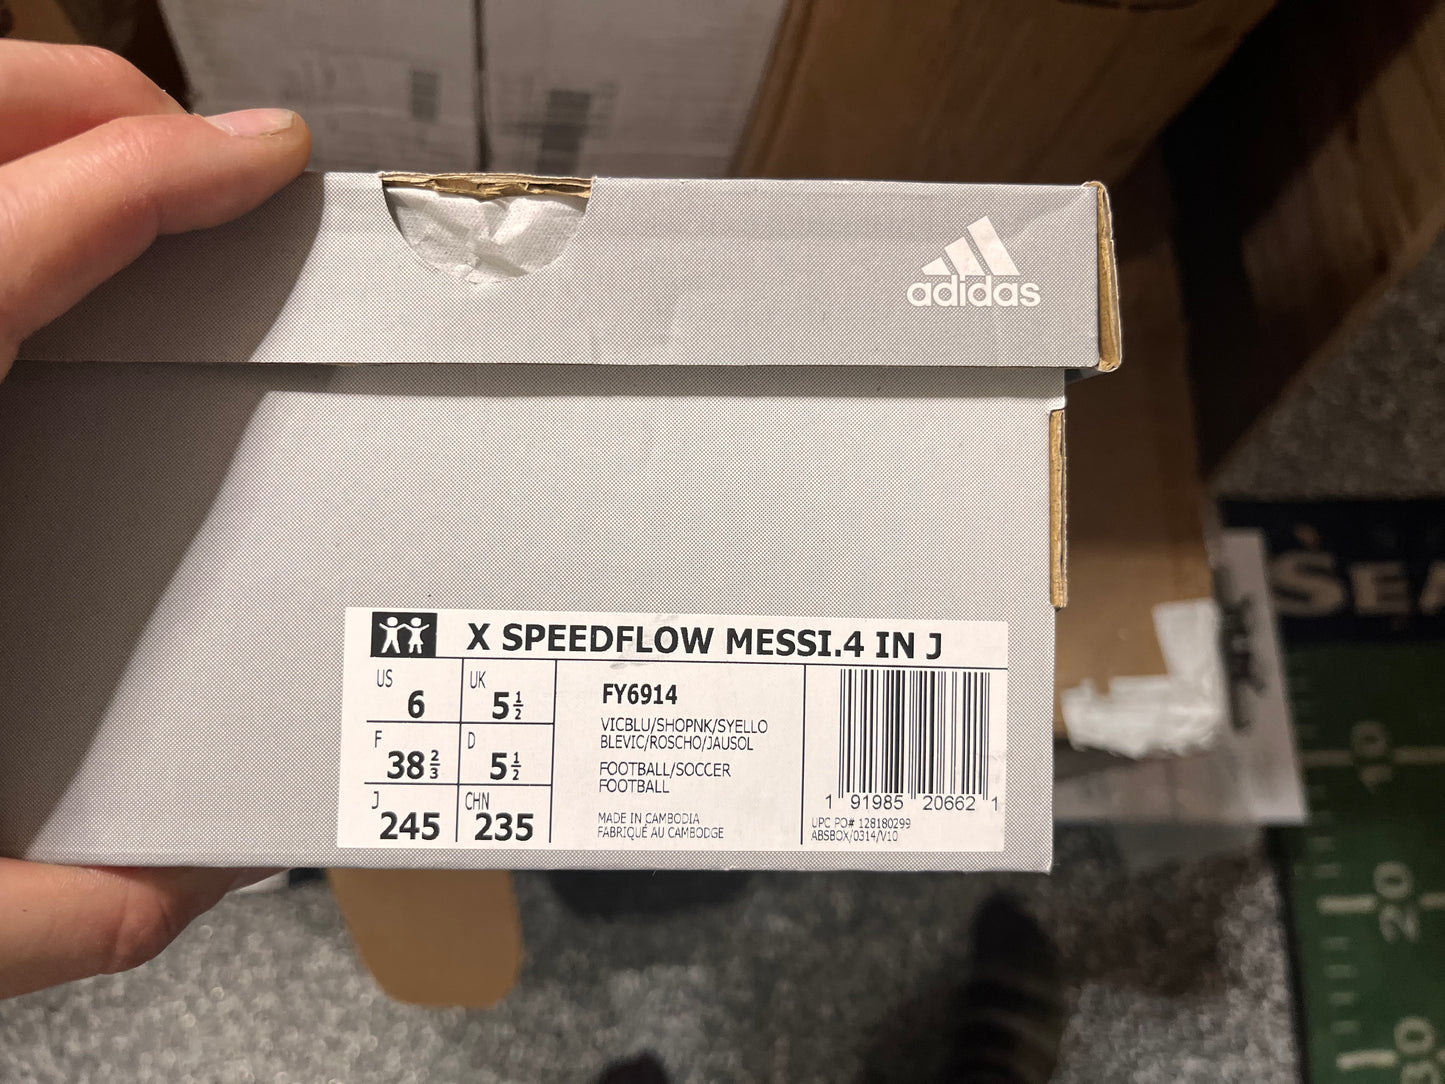 adidas
X SPEEDFLOW MESSI.4 IN J
US 6
UK 5 1/2
F 38 2/3
D 5 1/2
J 245
CHN 235
FY6914
VICBLU/SHOPNK/SYELLO
BLEVIC/ROSCHO/JAUSOL
FOOTBALL/SOCCER
FOOTBALL
MADE IN CAMBODIA
FABRIQUÉ AU CAMBODGE
1 91985 20662 1
UPC PO# 128180299
ABSBOX/0314/V10
SEA
10
20
30